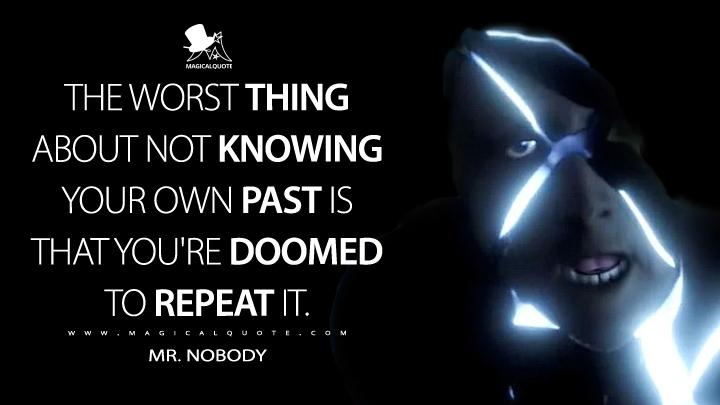 MAGICALQUOTE
THE WORST THING
ABOUT NOT KNOWING
YOUR OWN PAST IS
THAT YOU'RE DOOMED
TO REPEAT IT.
WWW.MAGICALQUOTE.COM
MR. NOBODY